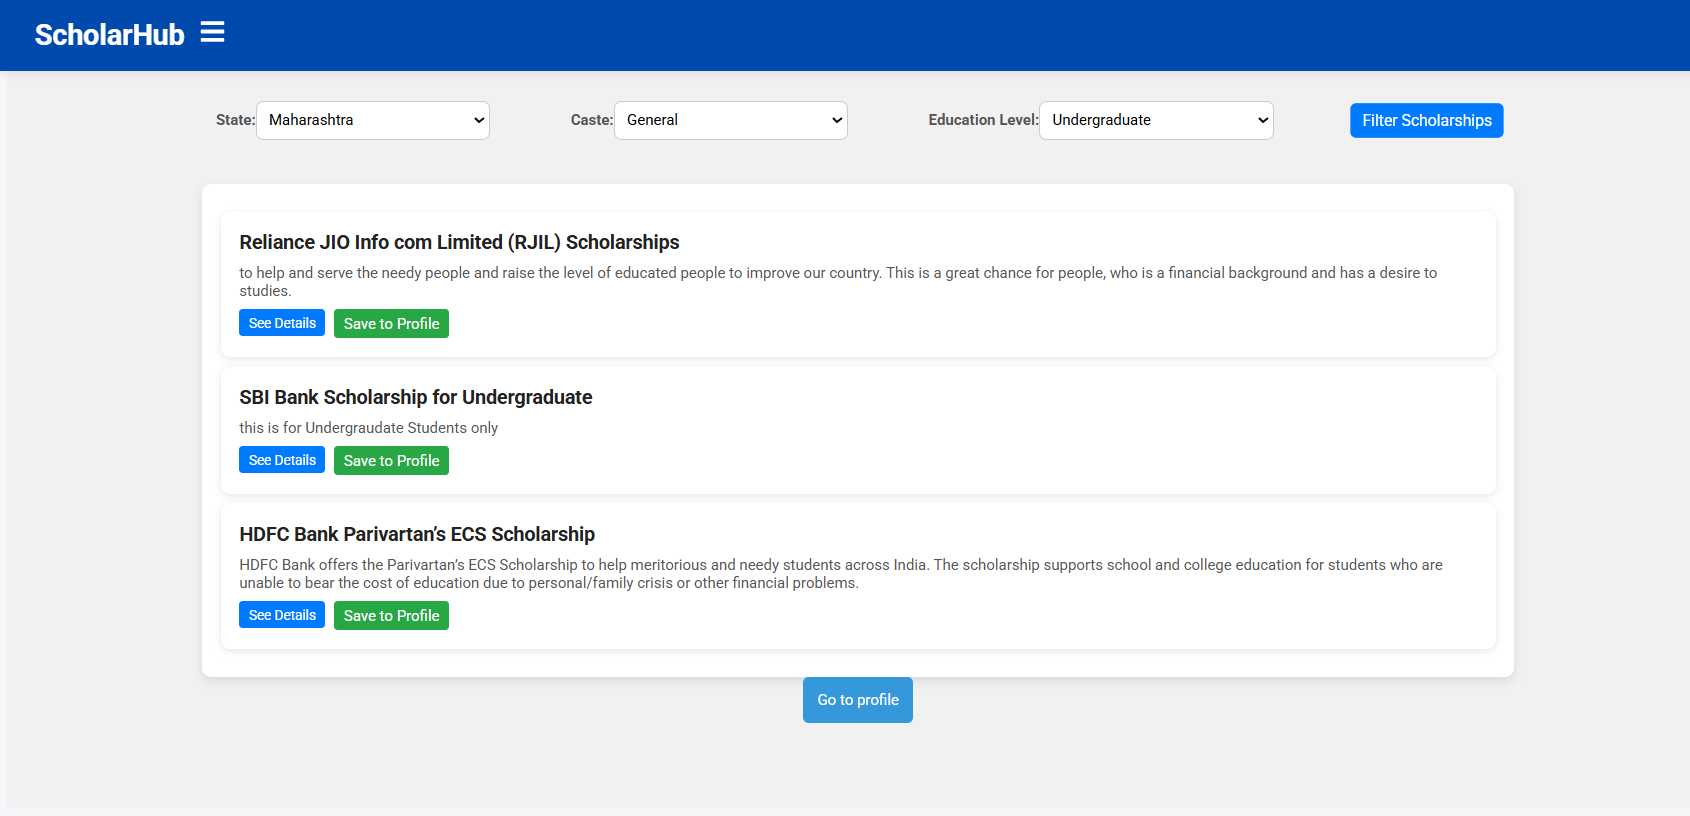 ScholarHub
State: Maharashtra Caste: General Education Level: Undergraduate Filter Scholarships
Reliance JIO Info com Limited (RJIL) Scholarships
to help and serve the needy people and raise the level of educated people to improve our country. This is a great chance for people, who is a financial background and has a desire to
studies.
See Details Save to Profile
SBI Bank Scholarship for Undergraduate
this is for Undergraudate Students only
See Details Save to Profile
HDFC Bank Parivartan’s ECS Scholarship
HDFC Bank offers the Parivartan’s ECS Scholarship to help meritorious and needy students across India. The scholarship supports school and college education for students who are
unable to bear the cost of education due to personal/family crisis or other financial problems.
See Details Save to Profile
Go to profile